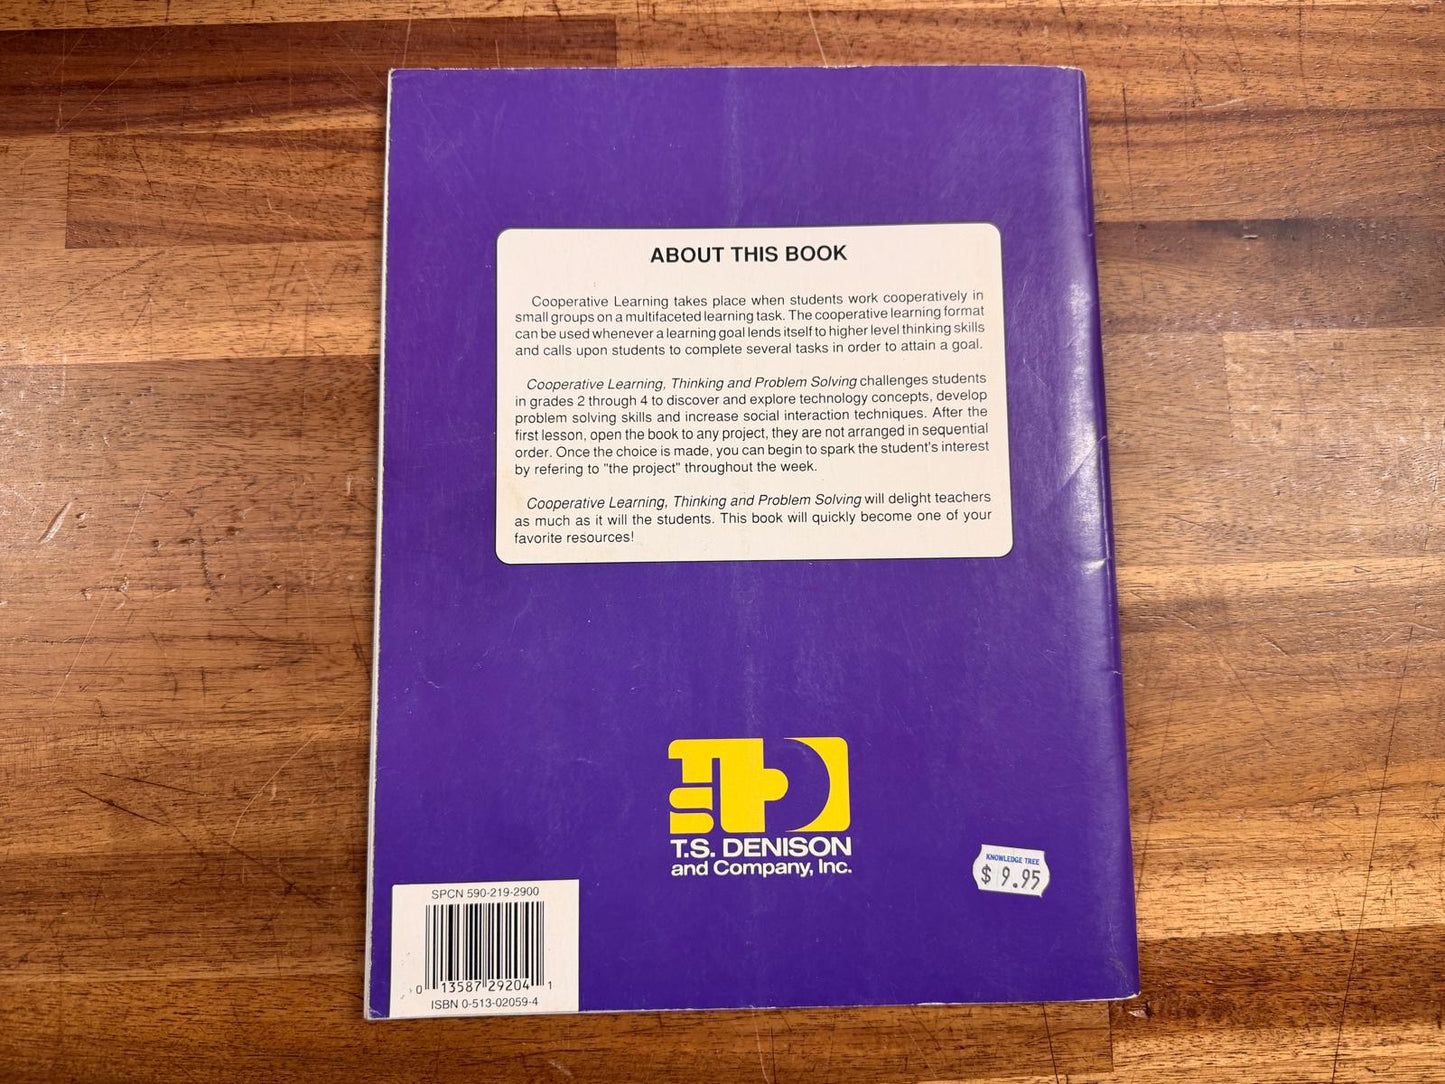 ABOUT THIS BOOK
Cooperative Learning takes place when students work cooperatively in
small groups on a multifaceted learning task. The cooperative learning format
can be used whenever a learning goal lends itself to higher level thinking skills
and calls upon students to complete several tasks in order to attain a goal.
Cooperative Learning, Thinking and Problem Solving challenges students
in grades 2 through 4 to discover and explore technology concepts, develop
problem solving skills and increase social interaction techniques. After the
first lesson, open the book to any project, they are not arranged in sequential
order. Once the choice is made, you can begin to spark the student's interest
by refering to "the project" throughout the week.
Cooperative Learning, Thinking and Problem Solving will delight teachers
as much as it will the students. This book will quickly become one of your
favorite resources!
TSD
T.S. DENISON
and Company, Inc.
KNOWLEDGE TREE
$ 9.95
SPCN 590-219-2900
0 13587 29204 1
ISBN 0-513-02059-4